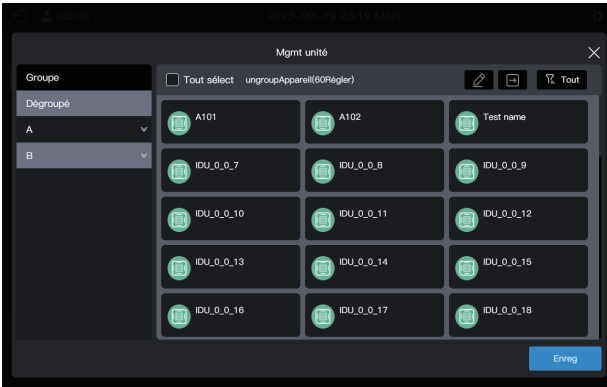 admin 2023-09-19 23:19 MAR
Mgmt unité
Groupe
Tout sélect ungroupAppareil(60Régler) Tout
Dégroupé
A
B
A101 A102 Test name
IDU_0_0_7 IDU_0_0_8 IDU_0_0_9
IDU_0_0_10 IDU_0_0_11 IDU_0_0_12
IDU_0_0_13 IDU_0_0_14 IDU_0_0_15
IDU_0_0_16 IDU_0_0_17 IDU_0_0_18
Enreg